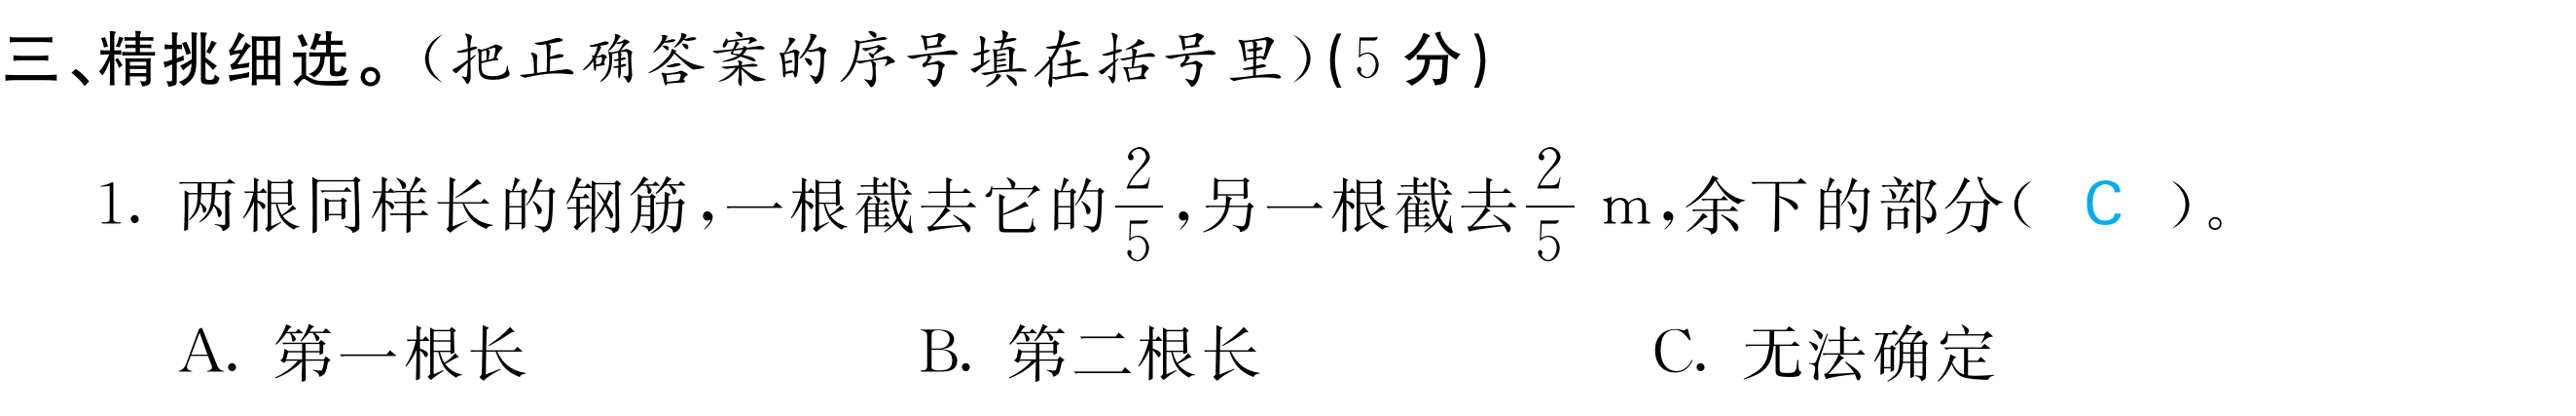 三、精挑细选。(把正确答案的序号填在括号里)(5 分)
1. 两根同样长的钢筋,一根截去它的2/5,另一根截去2/5 m,余下的部分( C )。
A. 第一根长 B. 第二根长 C. 无法确定